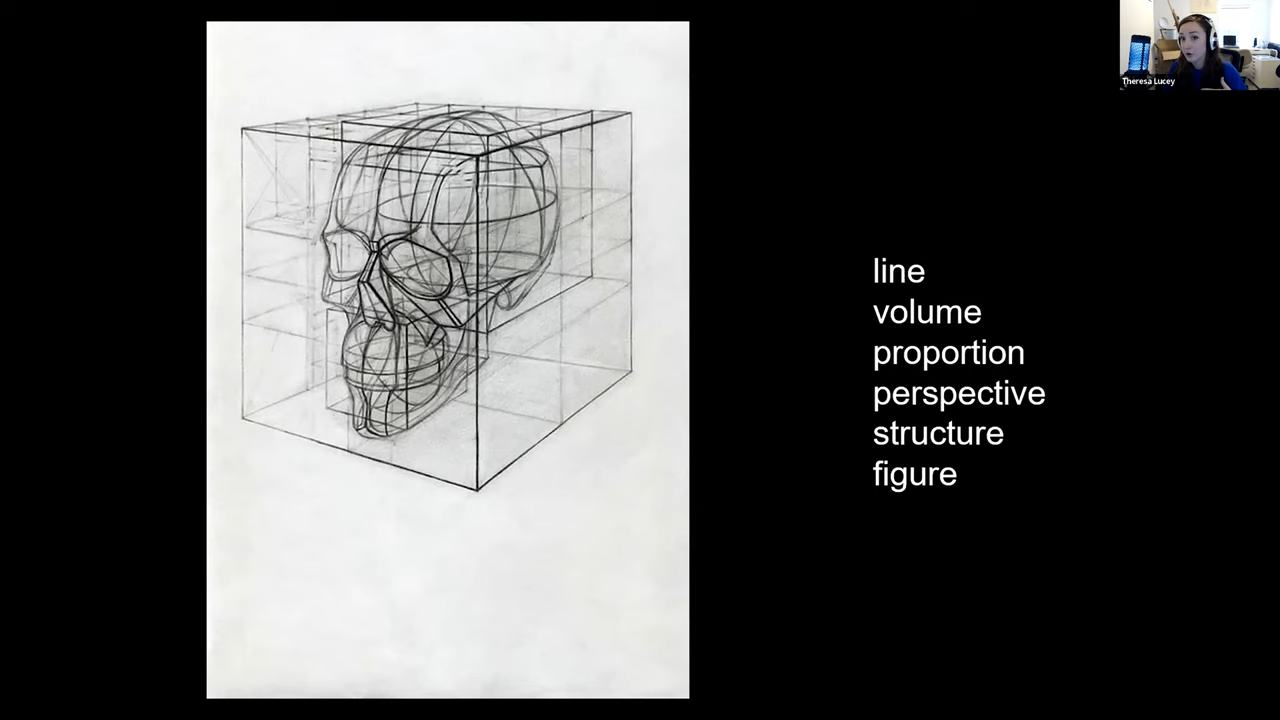 Theresa Lucey
line
volume
proportion
perspective
structure
figure